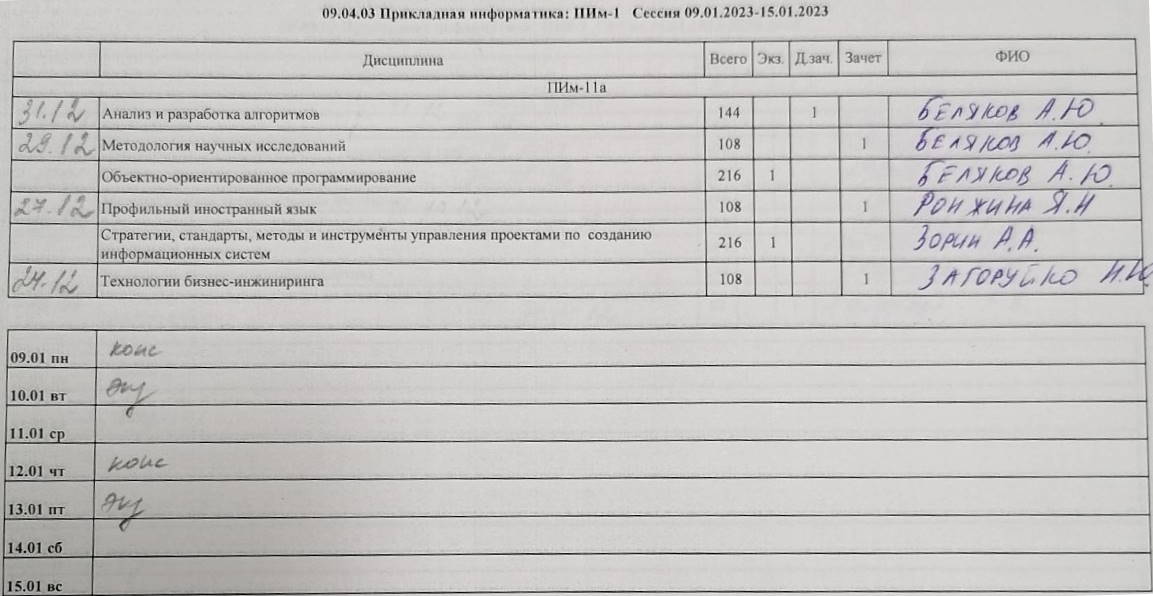 09.04.03 Прикладная информатика: ПИм-1 Сессия 09.01.2023-15.01.2023
Дисциплина Всего Экз. Д.зач. Зачет ФИО
ПИм-11а
31.12 Анализ и разработка алгоритмов 144 1 БЕЛЯКОВ А.Ю.
29.12 Методология научных исследований 108 1 БЕЛЯКОВ А.Ю.
Объектно-ориентированное программирование 216 1 БЕЛЯКОВ А.Ю.
27.12 Профильный иностранный язык 108 1 РОНЖИНА Я.Н
Стратегии, стандарты, методы и инструменты управления проектами по созданию
информационных систем 216 1 ЗОРИН А.А.
24.12 Технологии бизнес-инжиниринга 108 1 ЗАГОРУЙКО И.Ю.
09.01 пн конс
10.01 вт экз
11.01 ср
12.01 чт конс
13.01 пт экз
14.01 сб
15.01 вс